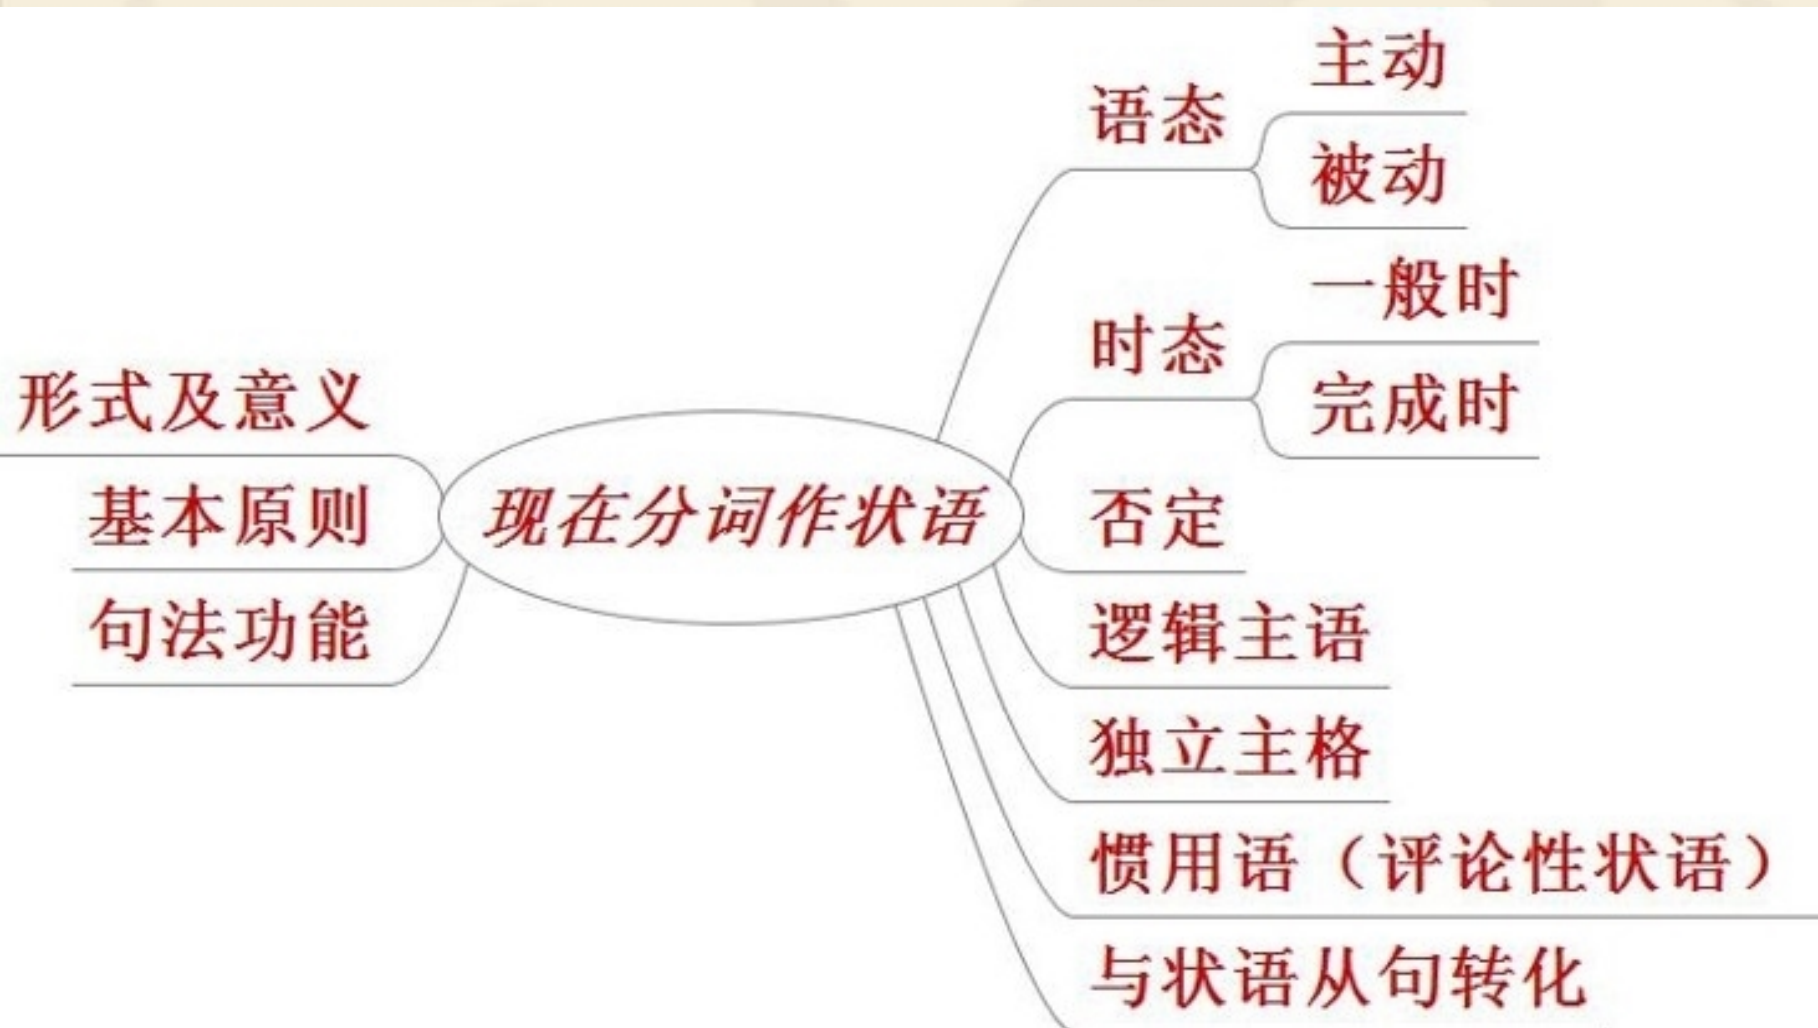 形式及意义
基本原则
句法功能
现在分词作状语
语态
主动
被动
时态
一般时
完成时
否定
逻辑主语
独立主格
惯用语（评论性状语）
与状语从句转化